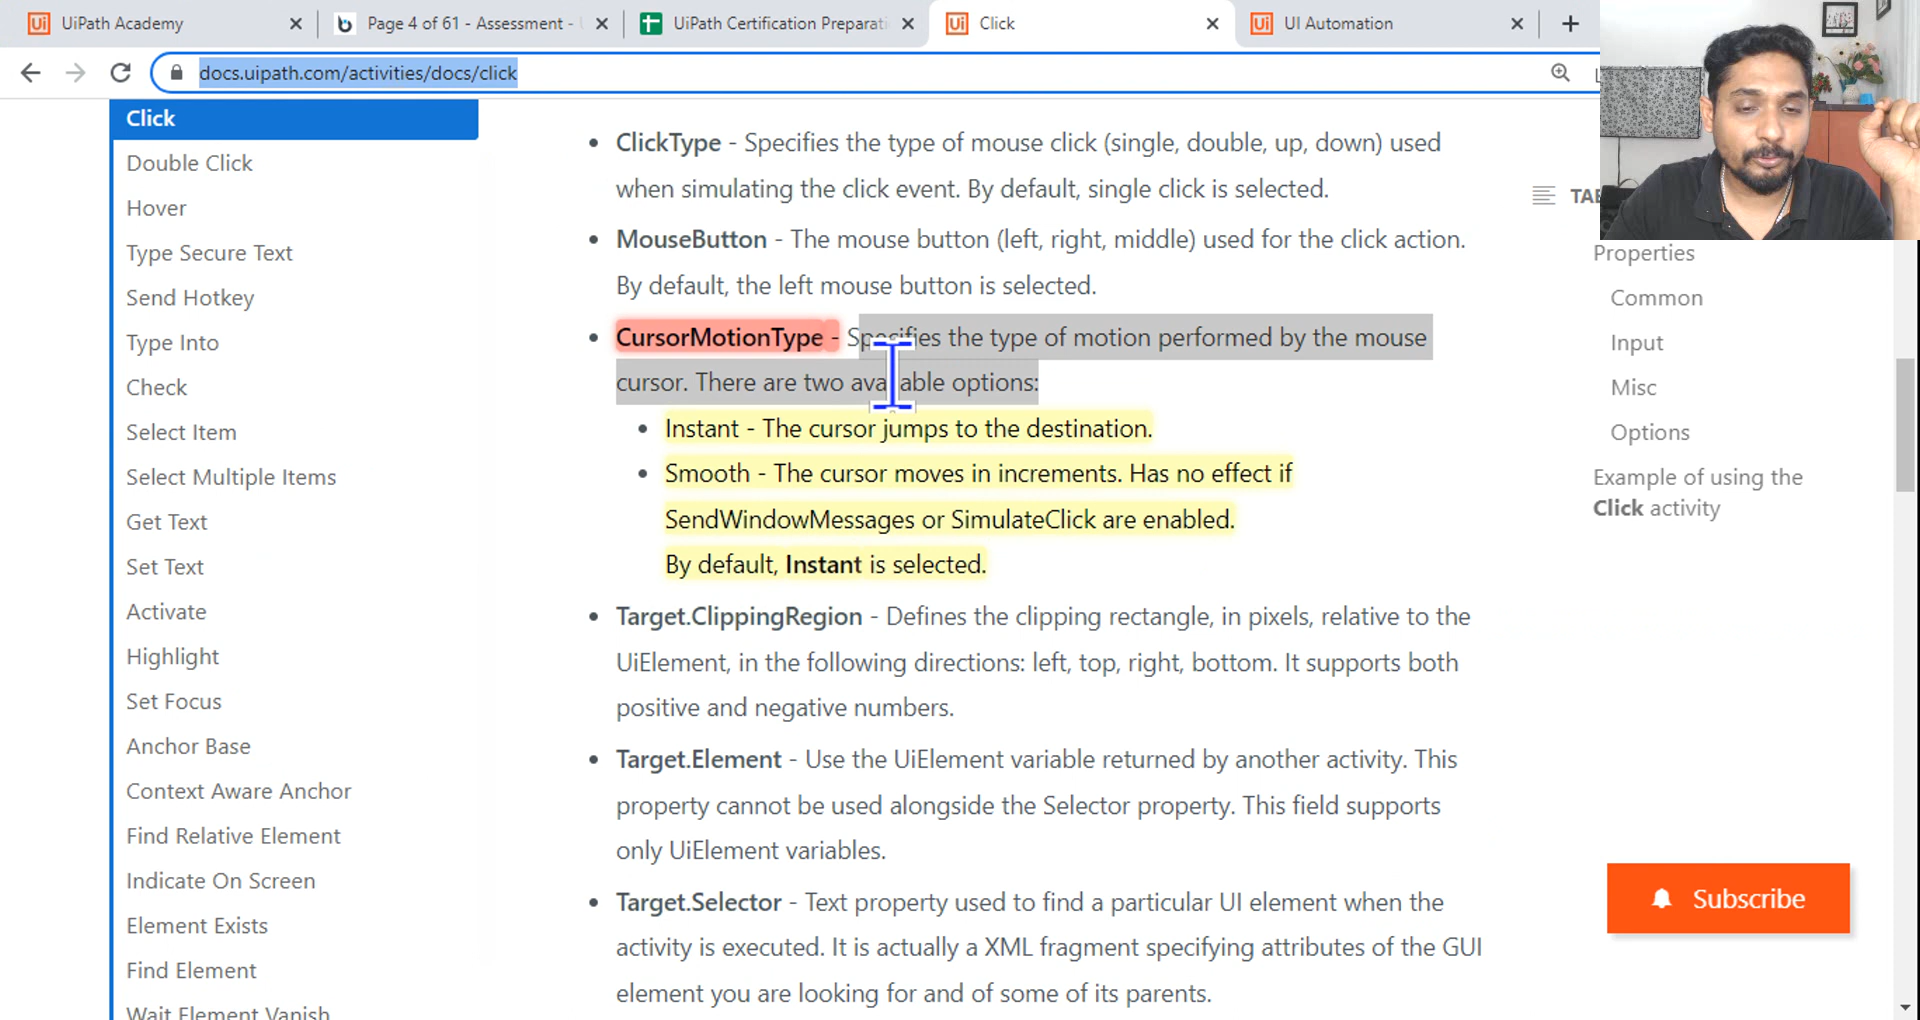 UiPath Academy
Page 4 of 61 - Assessment -
UiPath Certification Preparati
Click
UI Automation
docs.uipath.com/activities/docs/click
Click
Double Click
Hover
Type Secure Text
Send Hotkey
Type Into
Check
Select Item
Select Multiple Items
Get Text
Set Text
Activate
Highlight
Set Focus
Anchor Base
Context Aware Anchor
Find Relative Element
Indicate On Screen
Element Exists
Find Element
Wait Element Vanish
ClickType - Specifies the type of mouse click (single, double, up, down) used
when simulating the click event. By default, single click is selected.
MouseButton - The mouse button (left, right, middle) used for the click action.
By default, the left mouse button is selected.
CursorMotionType - Specifies the type of motion performed by the mouse
cursor. There are two available options:
Instant - The cursor jumps to the destination.
Smooth - The cursor moves in increments. Has no effect if
SendWindowMessages or SimulateClick are enabled.
By default, Instant is selected.
Target.ClippingRegion - Defines the clipping rectangle, in pixels, relative to the
UiElement, in the following directions: left, top, right, bottom. It supports both
positive and negative numbers.
Target.Element - Use the UiElement variable returned by another activity. This
property cannot be used alongside the Selector property. This field supports
only UiElement variables.
Target.Selector - Text property used to find a particular UI element when the
activity is executed. It is actually a XML fragment specifying attributes of the GUI
element you are looking for and of some of its parents.
Properties
Common
Input
Misc
Options
Example of using the
Click activity
Subscribe